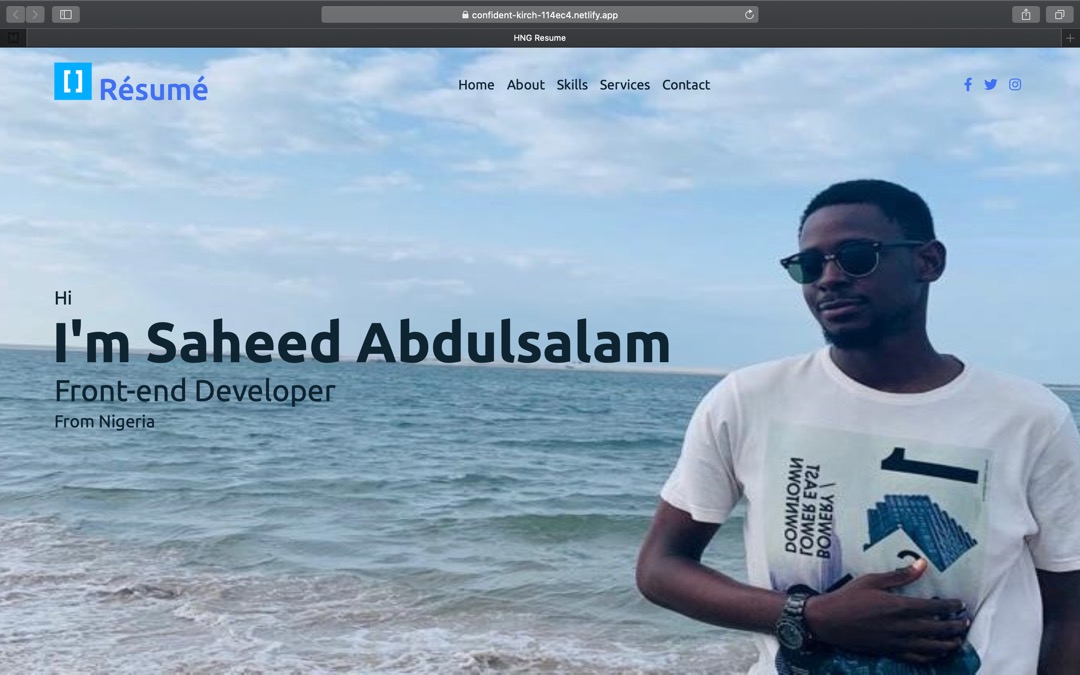 confident-kirch-114ec4.netlify.app
HNG Resume
[] Résumé
Home About Skills Services Contact
Hi
I'm Saheed Abdulsalam
Front-end Developer
From Nigeria
1
DOWNTOWN
LOWER EAST
BOWERY /